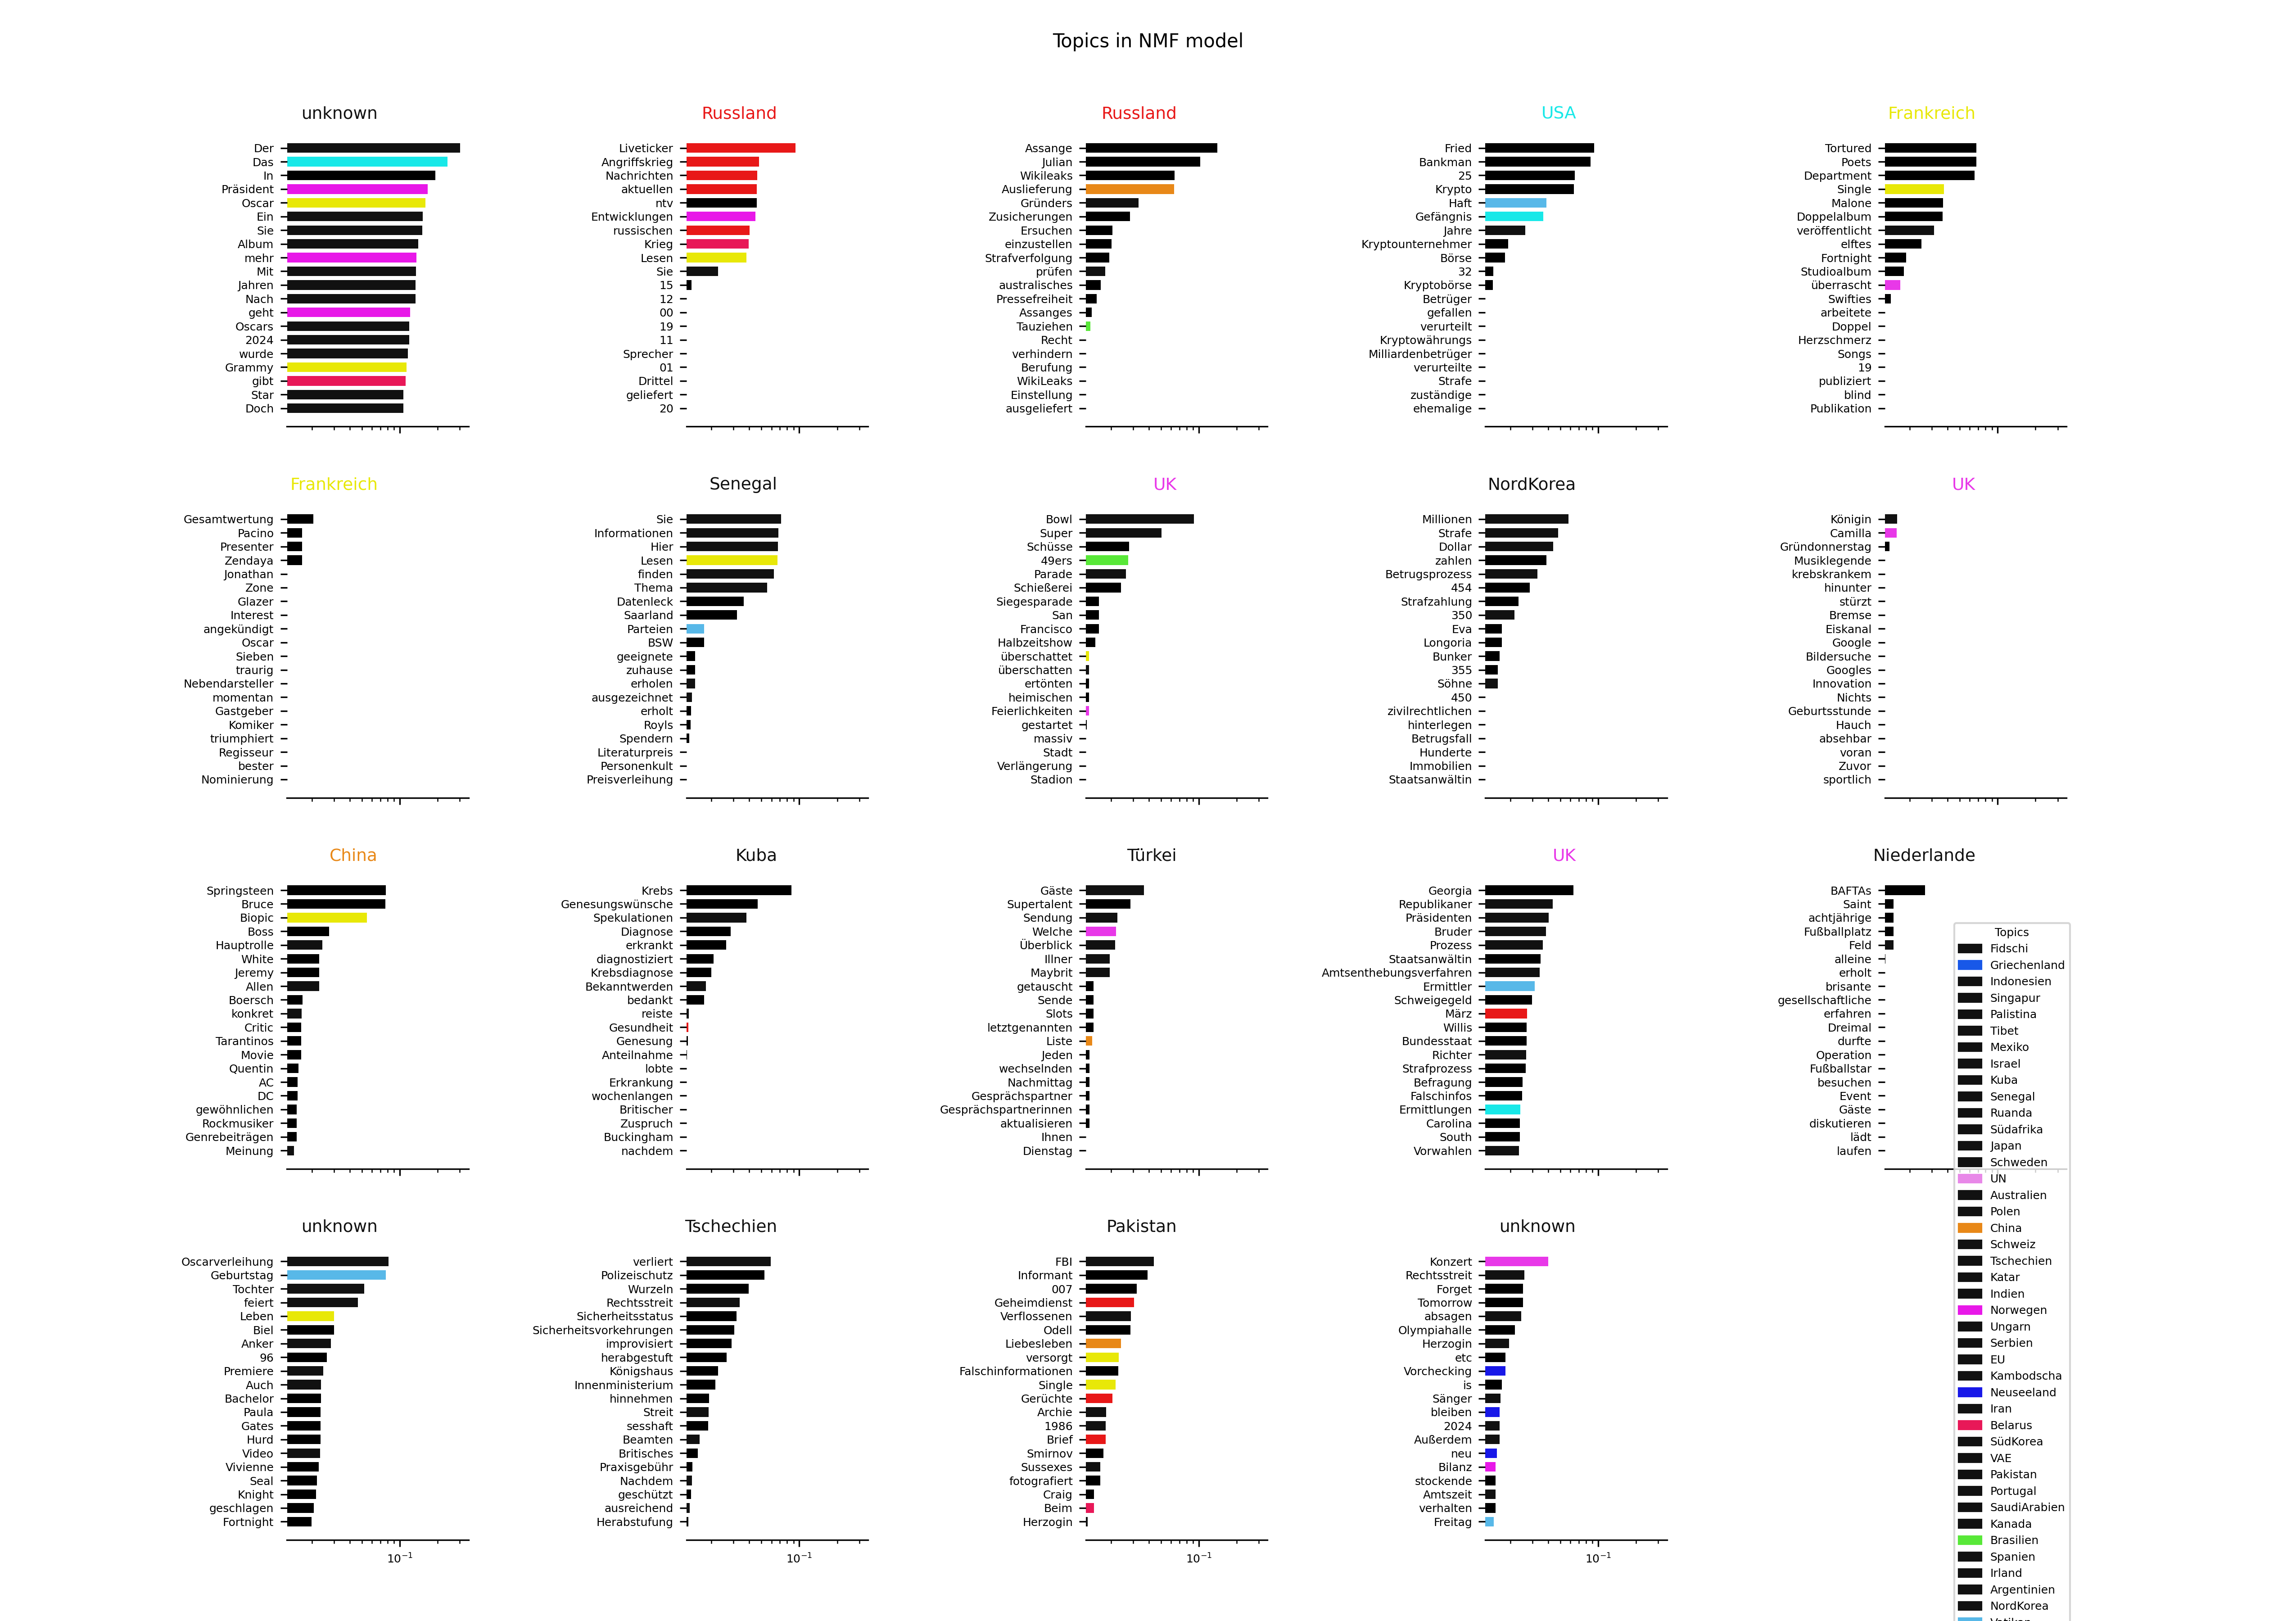 Topics in NMF model
unknown
Der
Das
In
Präsident
Oscar
Ein
Sie
Album
mehr
Mit
Jahren
Nach
geht
Oscars
2024
wurde
Grammy
gibt
Star
Doch
Russland
Liveticker
Angriffskrieg
Nachrichten
aktuellen
ntv
Entwicklungen
russischen
Krieg
Lesen
Sie
15
12
00
19
11
Sprecher
01
Drittel
geliefert
20
Russland
Assange
Julian
Wikileaks
Auslieferung
Gründers
Zusicherungen
Ersuchen
einzustellen
Strafverfolgung
prüfen
australisches
Pressefreiheit
Assanges
Tauziehen
Recht
verhindern
Berufung
WikiLeaks
Einstellung
ausgeliefert
USA
Fried
Bankman
25
Krypto
Haft
Gefängnis
Jahre
Kryptounternehmer
Börse
32
Kryptobörse
Betrüger
gefallen
verurteilt
Kryptowährungs
Milliardenbetrüger
verurteilte
Strafe
zuständige
ehemalige
Frankreich
Tortured
Poets
Department
Single
Malone
Doppelalbum
veröffentlicht
elftes
Fortnight
Studioalbum
überrascht
Swifties
arbeitete
Doppel
Herzschmerz
Songs
19
publiziert
blind
Publikation
Frankreich
Gesamtwertung
Pacino
Presenter
Zendaya
Jonathan
Zone
Glazer
Interest
angekündigt
Oscar
Sieben
traurig
Nebendarsteller
momentan
Gastgeber
Komiker
triumphiert
Regisseur
bester
Nominierung
Senegal
Sie
Informationen
Hier
Lesen
finden
Thema
Datenleck
Saarland
Parteien
BSW
geeignete
zuhause
erholen
ausgezeichnet
erholt
Royls
Spendern
Literaturpreis
Personenkult
Preisverleihung
UK
Bowl
Super
Schüsse
49ers
Parade
Schießerei
Siegesparade
San
Francisco
Halbzeitshow
überschattet
überschatten
ertönten
heimischen
Feierlichkeiten
gestartet
massiv
Stadt
Verlängerung
Stadion
NordKorea
Millionen
Strafe
Dollar
zahlen
Betrugsprozess
454
Strafzahlung
350
Eva
Longoria
Bunker
355
Söhne
450
zivilrechtlichen
hinterlegen
Betrugsfall
Hunderte
Immobilien
Staatsanwältin
UK
Königin
Camilla
Gründonnerstag
Musiklegende
krebskrankem
hinunter
stürzt
Bremse
Eiskanal
Google
Bildersuche
Googles
Innovation
Nichts
Geburtsstunde
Hauch
absehbar
voran
Zuvor
sportlich
China
Springsteen
Bruce
Biopic
Boss
Hauptrolle
White
Jeremy
Allen
Boersch
konkret
Critic
Tarantinos
Movie
Quentin
AC
DC
gewöhnlichen
Rockmusiker
Genrebeiträgen
Meinung
Kuba
Krebs
Genesungswünsche
Spekulationen
Diagnose
erkrankt
diagnostiziert
Krebsdiagnose
Bekanntwerden
bedankt
reiste
Gesundheit
Genesung
Anteilnahme
lobte
Erkrankung
wochenlangen
Britischer
Zuspruch
Buckingham
nachdem
Türkei
Gäste
Supertalent
Sendung
Welche
Überblick
Illner
Maybrit
getauscht
Sende
Slots
letztgenannten
Liste
Jeden
wechselnden
Nachmittag
Gesprächspartner
Gesprächspartnerinnen
aktualisieren
Ihnen
Dienstag
UK
Georgia
Republikaner
Präsidenten
Bruder
Prozess
Staatsanwältin
Amtsenthebungsverfahren
Ermittler
Schweigegeld
März
Willis
Bundesstaat
Richter
Strafprozess
Befragung
Falschinfos
Ermittlungen
Carolina
South
Vorwahlen
Niederlande
BAFTAs
Saint
achtjährige
Fußballplatz
Feld
alleine
erholt
brisante
gesellschaftliche
erfahren
Dreimal
durfte
Operation
Fußballstar
besuchen
Event
Gäste
diskutieren
lädt
laufen
unknown
Oscarverleihung
Geburtstag
Tochter
feiert
Leben
Biel
Anker
96
Premiere
Auch
Bachelor
Paula
Gates
Hurd
Video
Vivienne
Seal
Knight
geschlagen
Fortnight
10⁻¹
Tschechien
verliert
Polizeischutz
Wurzeln
Rechtsstreit
Sicherheitsstatus
Sicherheitsvorkehrungen
improvisiert
herabgestuft
Königshaus
Innenministerium
hinnehmen
Streit
sesshaft
Beamten
Britisches
Praxisgebühr
Nachdem
geschützt
ausreichend
Herabstufung
10⁻¹
Pakistan
FBI
Informant
007
Geheimdienst
Verflossenen
Odell
Liebesleben
versorgt
Falschinformationen
Single
Gerüchte
Archie
1986
Brief
Smirnov
Sussexes
fotografiert
Craig
Beim
Herzogin
10⁻¹
unknown
Konzert
Rechtsstreit
Forget
Tomorrow
absagen
Olympiahalle
Herzogin
etc
Vorchecking
is
Sänger
bleiben
2024
Außerdem
neu
Bilanz
stockende
Amtszeit
verhalten
Freitag
10⁻¹
Topics
Fidschi
Griechenland
Indonesien
Singapur
Palistina
Tibet
Mexiko
Israel
Kuba
Senegal
Ruanda
Südafrika
Japan
Schweden
UN
Australien
Polen
China
Schweiz
Tschechien
Katar
Indien
Norwegen
Ungarn
Serbien
EU
Kambodscha
Neuseeland
Iran
Belarus
SüdKorea
VAE
Pakistan
Portugal
SaudiArabien
Kanada
Brasilien
Spanien
Irland
Argentinien
NordKorea